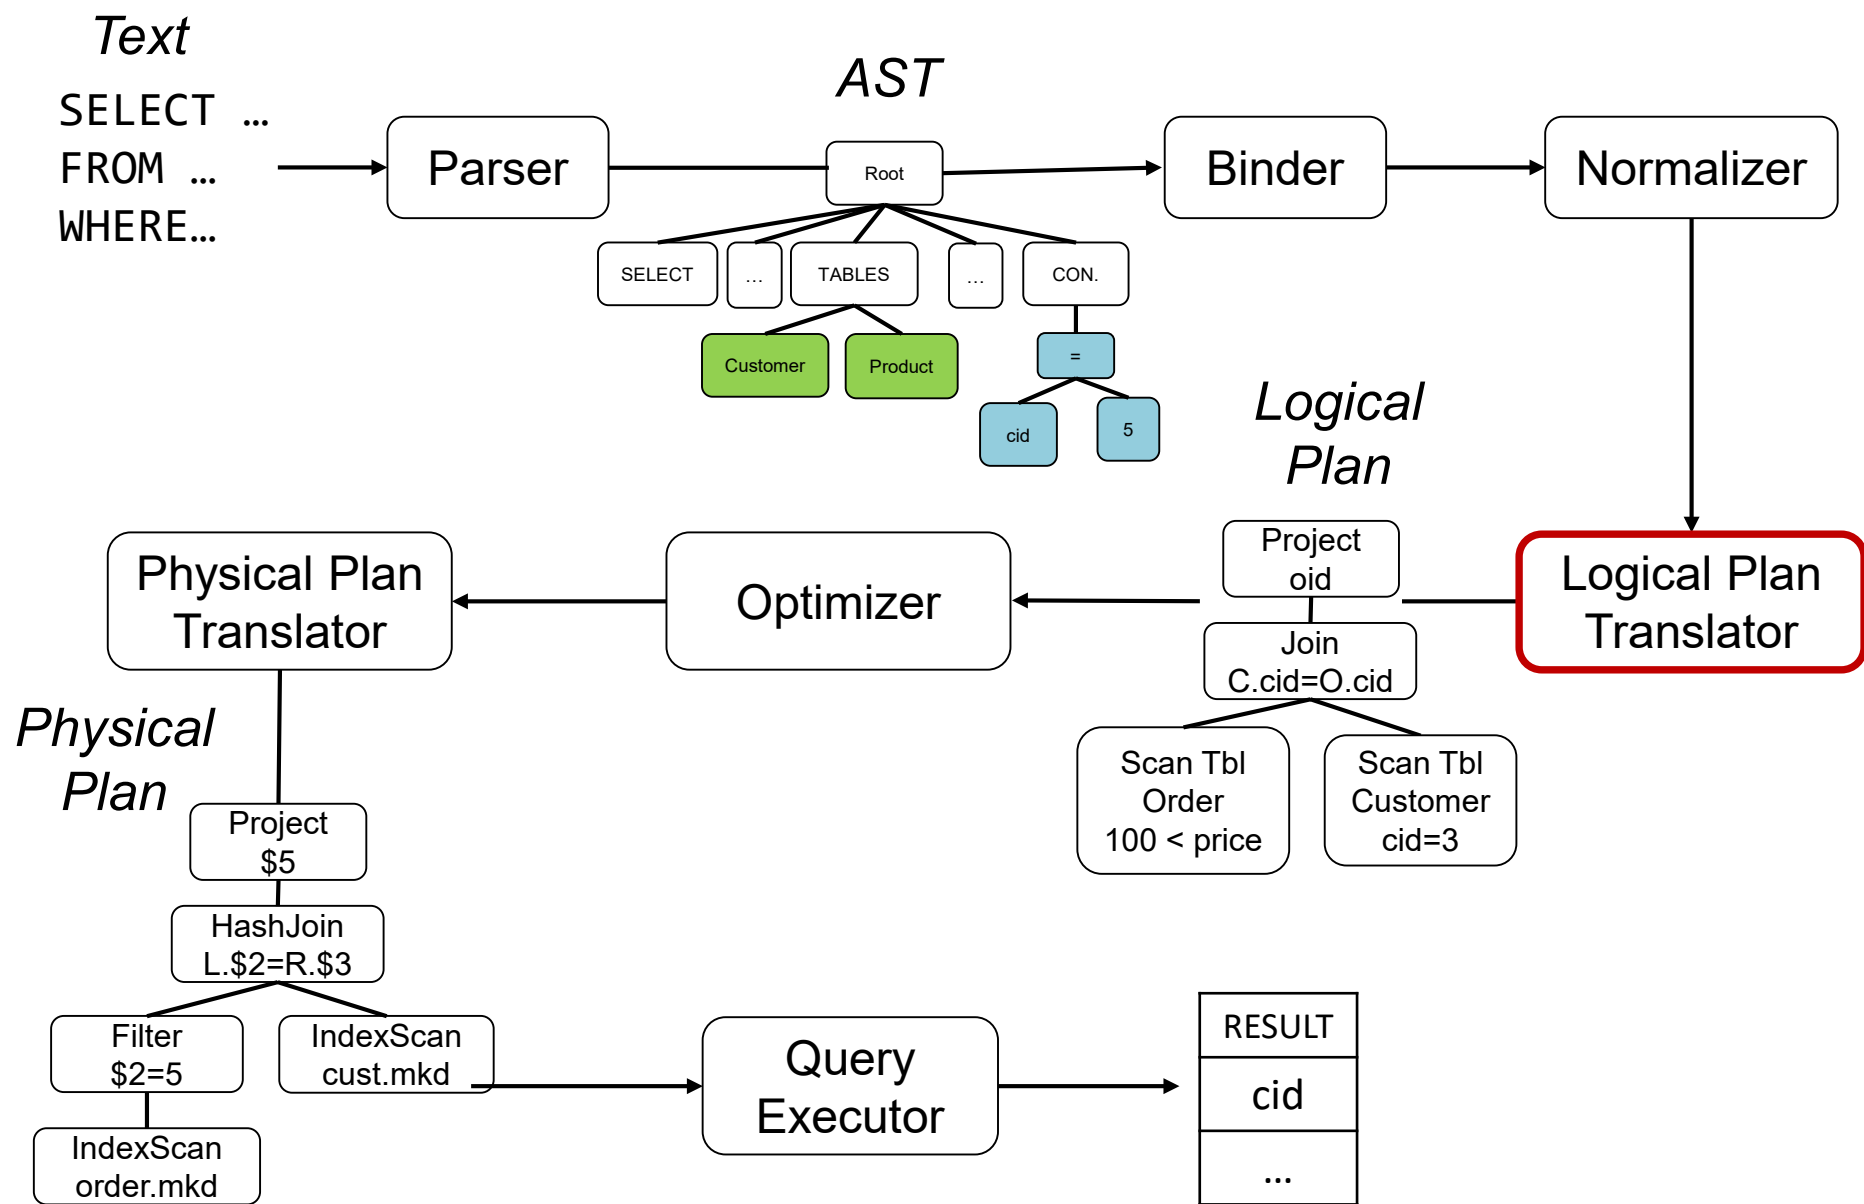 Text
SELECT …
FROM …
WHERE…
Parser
AST
Root
SELECT
…
TABLES
…
CON.
Customer
Product
=
cid
5
Binder
Normalizer
Logical
Plan
Logical Plan
Translator
Project
oid
Join
C.cid=O.cid
Scan Tbl
Order
100 < price
Scan Tbl
Customer
cid=3
Optimizer
Physical Plan
Translator
Physical
Plan
Project
$5
HashJoin
L.$2=R.$3
Filter
$2=5
IndexScan
order.mkd
IndexScan
cust.mkd
Query
Executor
RESULT
cid
…